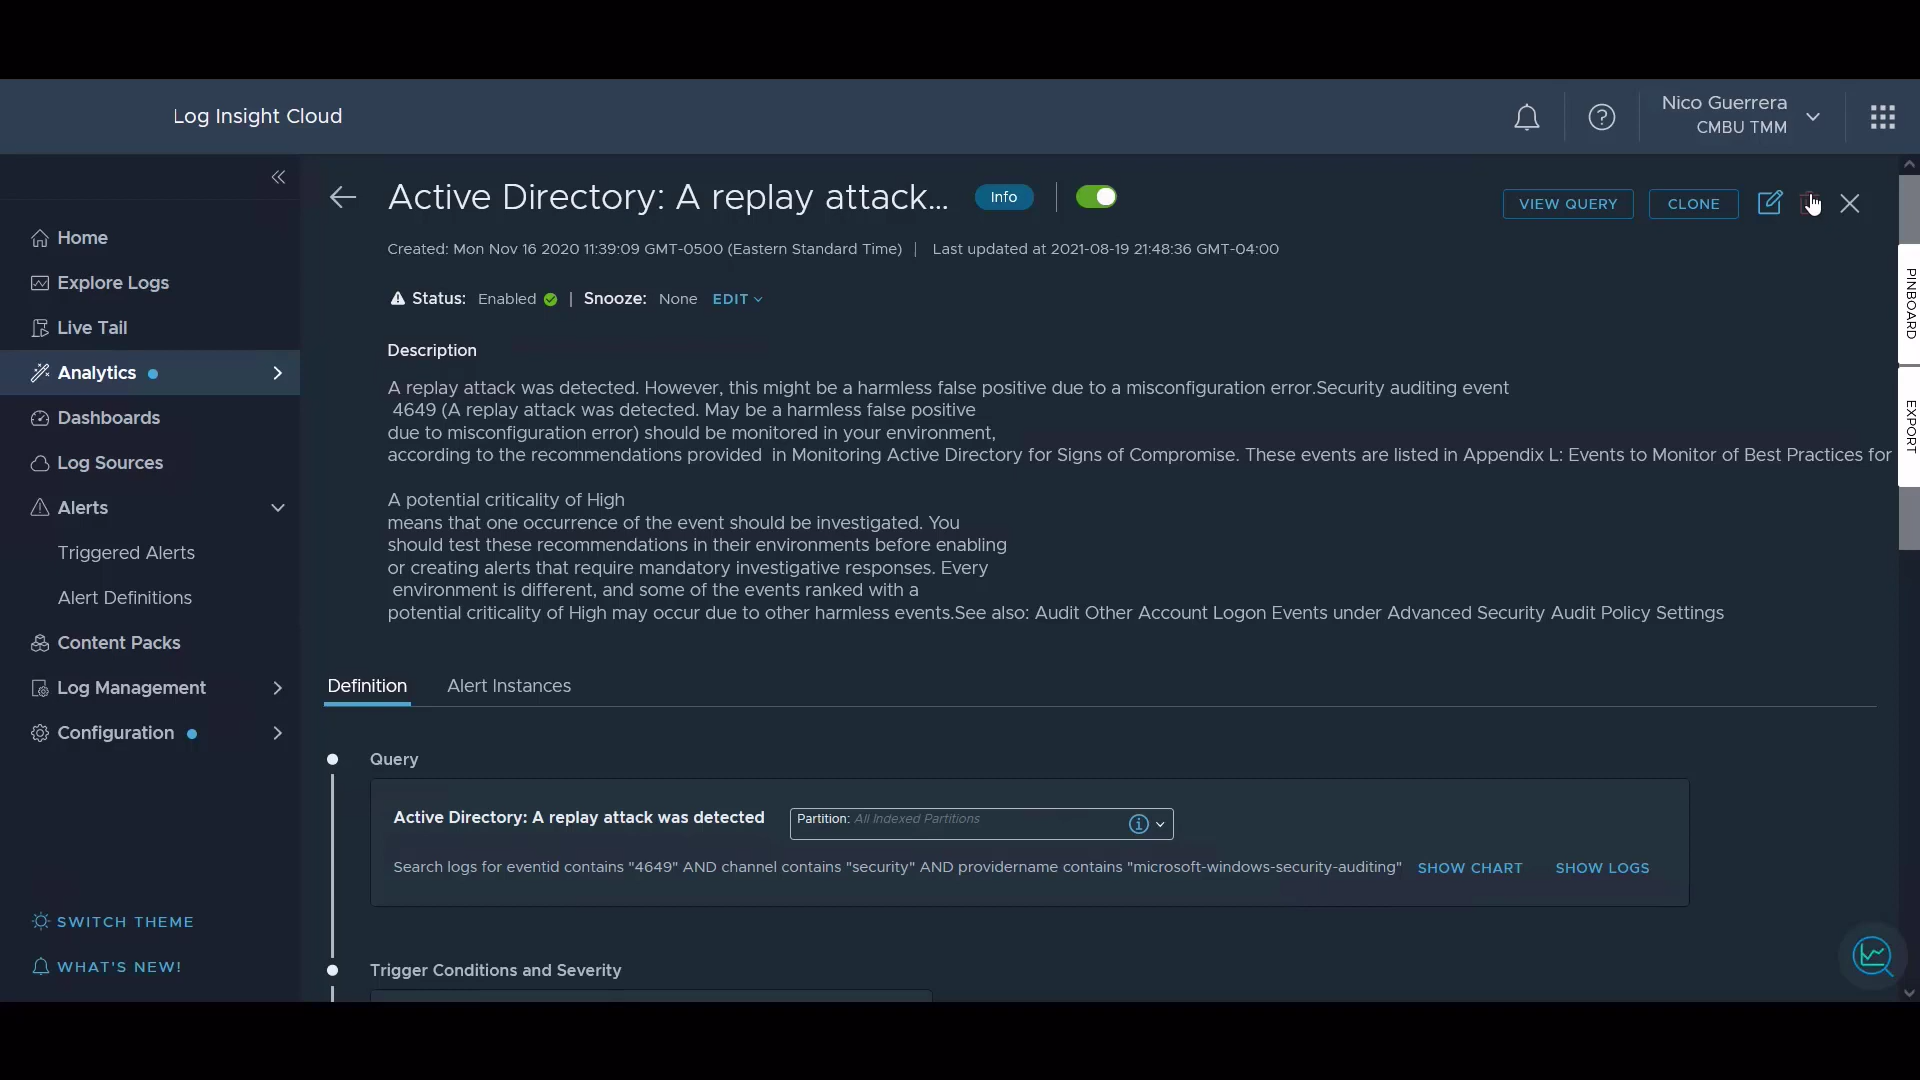 Log Insight Cloud
Nico Guerrera
CMBU TMM
Home
Explore Logs
Live Tail
Analytics
Dashboards
Log Sources
Alerts
Triggered Alerts
Alert Definitions
Content Packs
Log Management
Configuration
SWITCH THEME
WHAT'S NEW!
Active Directory: A replay attack...
Info
VIEW QUERY
CLONE
Created: Mon Nov 16 2020 11:39:09 GMT-0500 (Eastern Standard Time) | Last updated at 2021-08-19 21:48:36 GMT-04:00
Status: Enabled | Snooze: None EDIT
Description
A replay attack was detected. However, this might be a harmless false positive due to a misconfiguration error.Security auditing event
4649 (A replay attack was detected. May be a harmless false positive
due to misconfiguration error) should be monitored in your environment,
according to the recommendations provided  in Monitoring Active Directory for Signs of Compromise. These events are listed in Appendix L: Events to Monitor of Best Practices for
A potential criticality of High
means that one occurrence of the event should be investigated. You
should test these recommendations in their environments before enabling
or creating alerts that require mandatory investigative responses. Every
environment is different, and some of the events ranked with a
potential criticality of High may occur due to other harmless events.See also: Audit Other Account Logon Events under Advanced Security Audit Policy Settings
Definition
Alert Instances
Query
Active Directory: A replay attack was detected
Partition: All Indexed Partitions
Search logs for eventid contains "4649" AND channel contains "security" AND providername contains "microsoft-windows-security-auditing"
SHOW CHART
SHOW LOGS
Trigger Conditions and Severity
PINBOARD
EXPORT